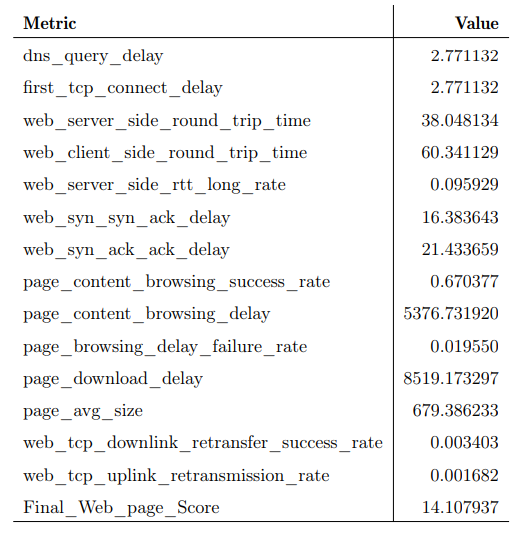 Metric Value
dns_query_delay 2.771132
first_tcp_connect_delay 2.771132
web_server_side_round_trip_time 38.048134
web_client_side_round_trip_time 60.341129
web_server_side_rtt_long_rate 0.095929
web_syn_syn_ack_delay 16.383643
web_syn_ack_ack_delay 21.433659
page_content_browsing_success_rate 0.670377
page_content_browsing_delay 5376.731920
page_browsing_delay_failure_rate 0.019550
page_download_delay 8519.173297
page_avg_size 679.386233
web_tcp_downlink_retransfer_success_rate 0.003403
web_tcp_uplink_retransmission_rate 0.001682
Final_Web_page_Score 14.107937